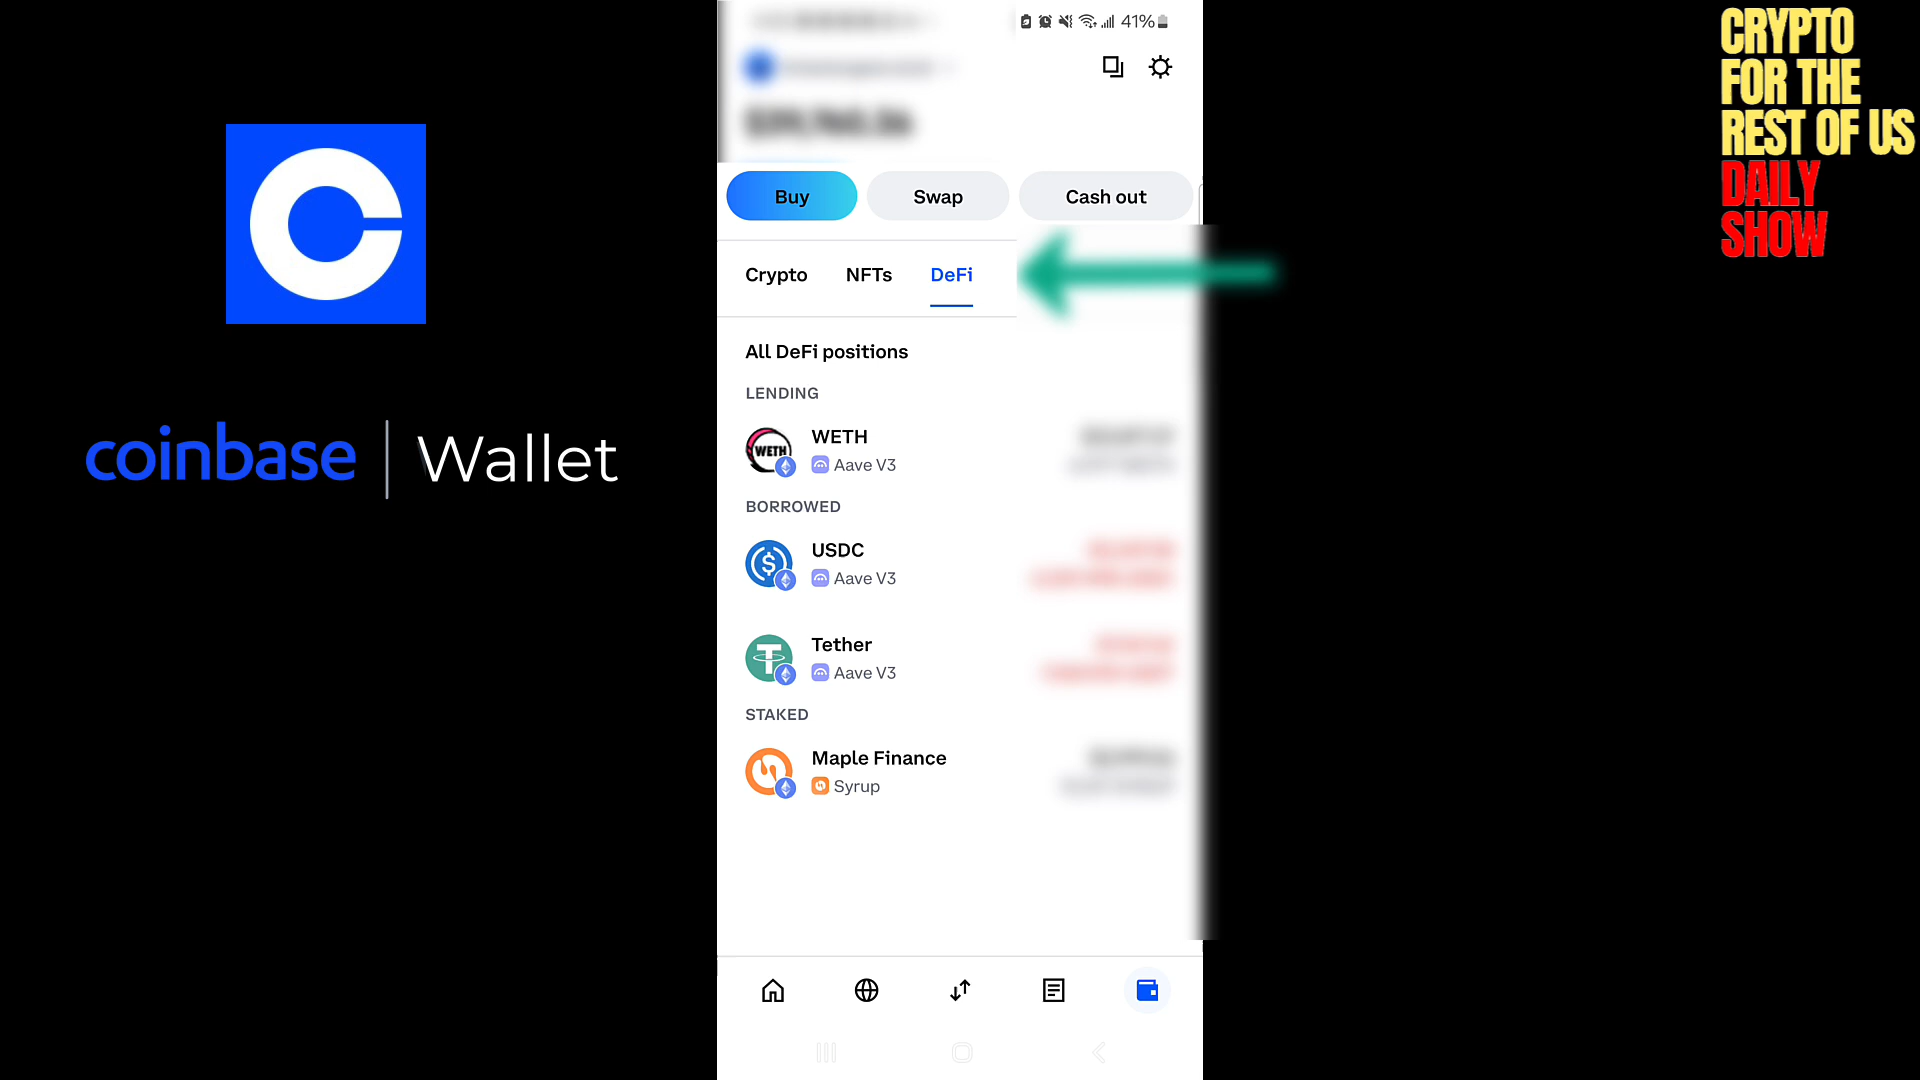 41%
Buy
Swap
Cash out
Crypto
NFTs
DeFi
All DeFi positions
LENDING
WETH
WETH
Aave V3
BORROWED
USDC
Aave V3
Tether
Aave V3
STAKED
Maple Finance
Syrup
coinbase | Wallet
CRYPTO
FOR THE
REST OF US
DAILY
SHOW